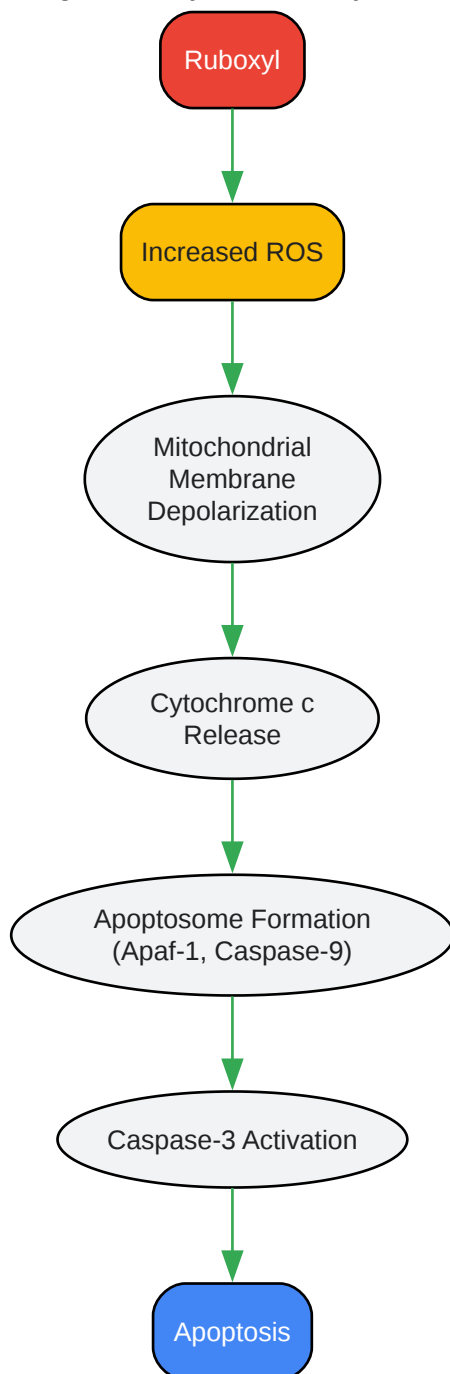 Ruboxyl
Increased ROS
Mitochondrial
Membrane
Depolarization
Cytochrome c
Release
Apoptosome Formation
(Apaf-1, Caspase-9)
Caspase-3 Activation
Apoptosis